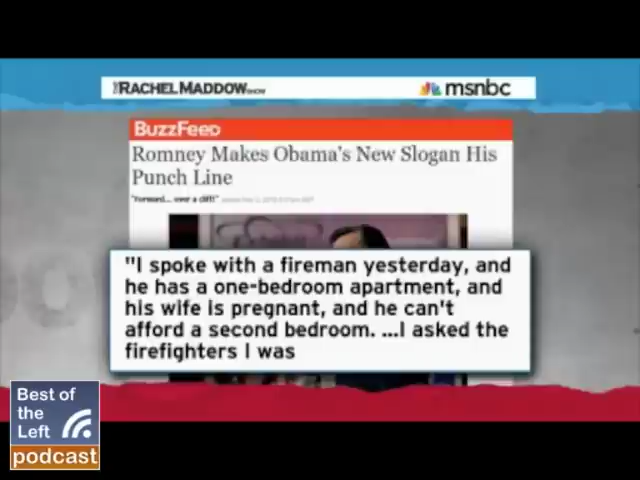 THE RACHEL MADDOW SHOW
msnbc
BuzzFeed
Romney Makes Obama's New Slogan His
Punch Line
"Forward... over a cliff!"
"I spoke with a fireman yesterday, and
he has a one-bedroom apartment, and
his wife is pregnant, and he can't
afford a second bedroom. ...I asked the
firefighters I was
Best of
the
Left
podcast